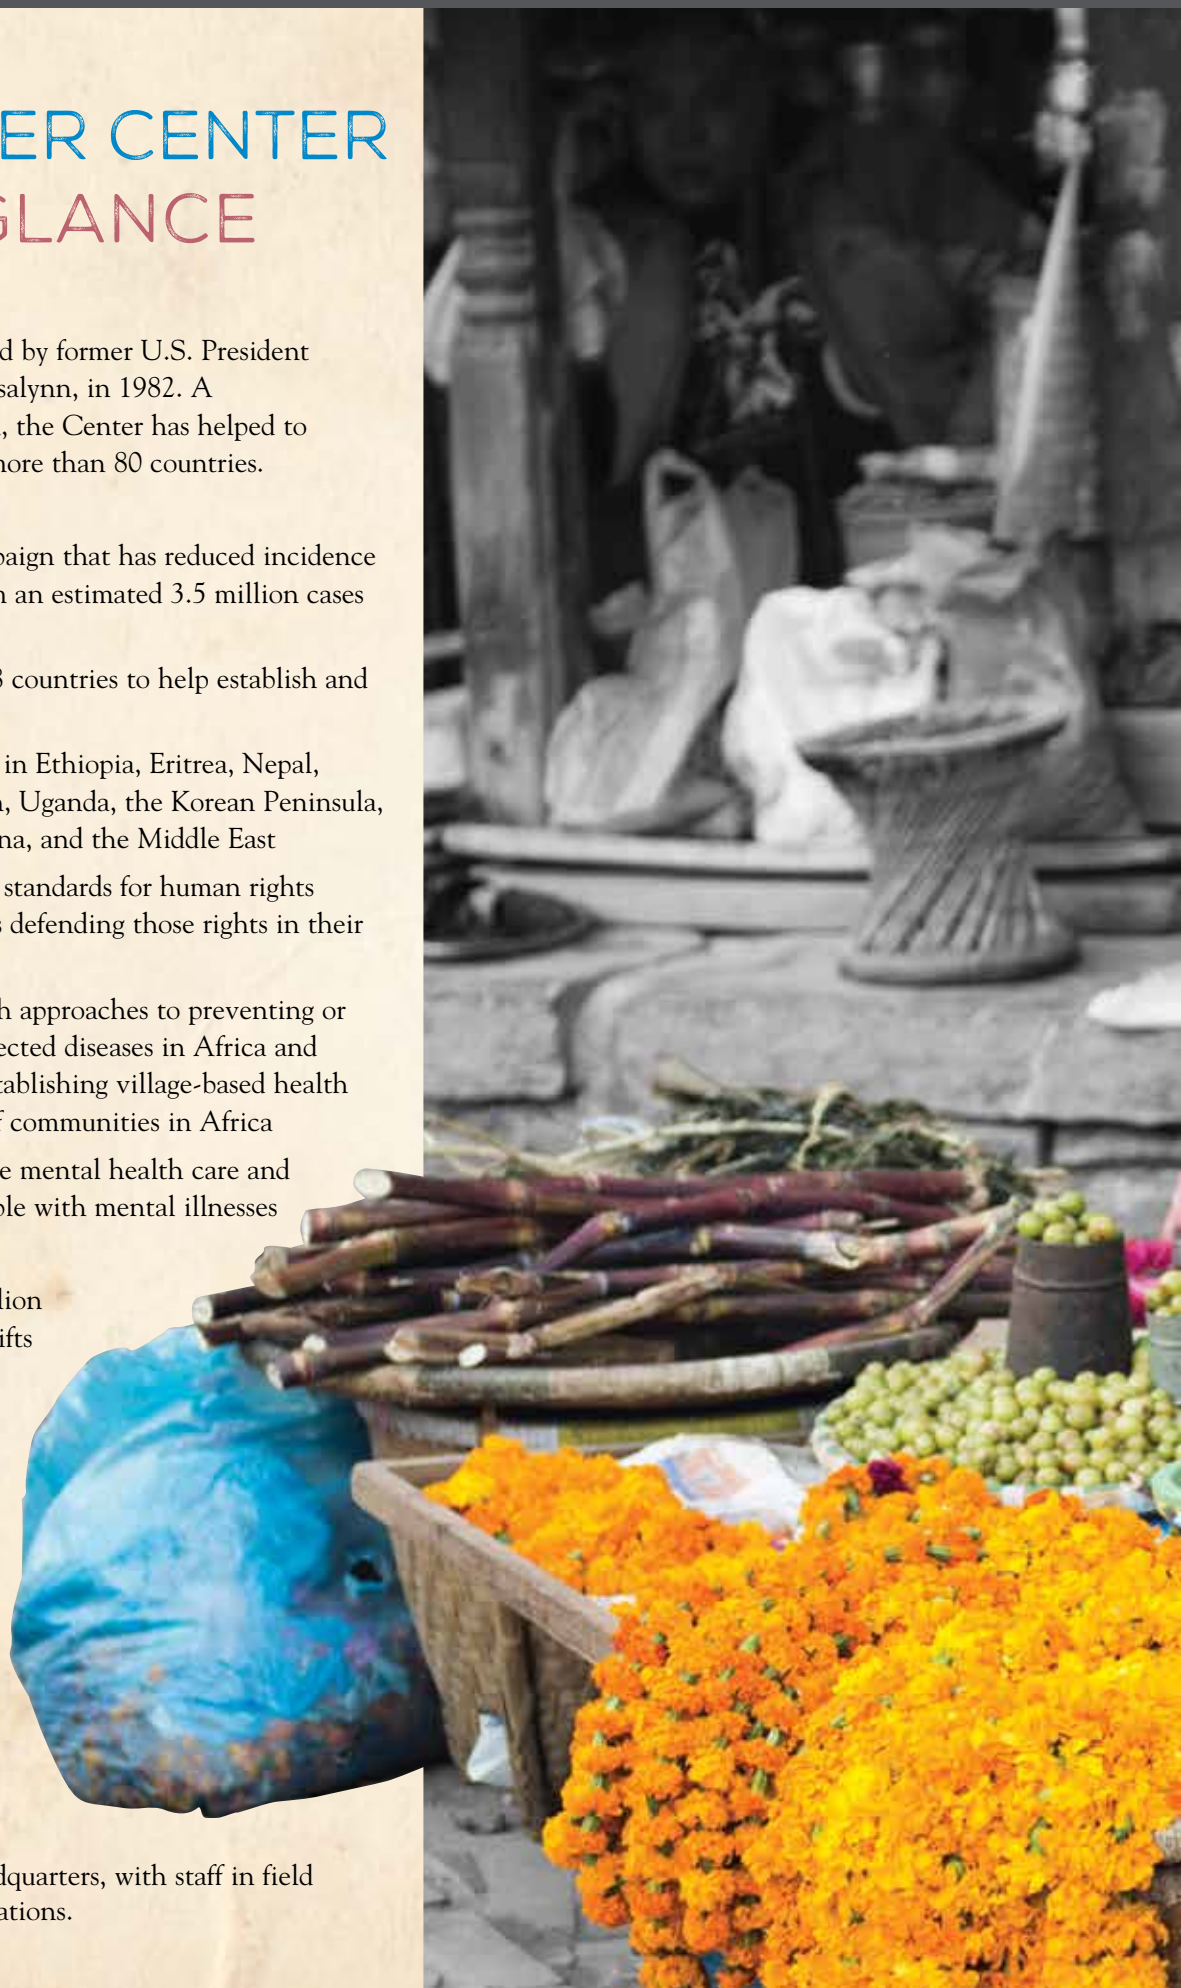 ER CENTER
GLANCE
d by former U.S. President
salynn, in 1982. A
, the Center has helped to
more than 80 countries.
paign that has reduced incidence
n an estimated 3.5 million cases
8 countries to help establish and
in Ethiopia, Eritrea, Nepal,
n, Uganda, the Korean Peninsula,
na, and the Middle East
standards for human rights
s defending those rights in their
h approaches to preventing or
ected diseases in Africa and
tablishing village-based health
f communities in Africa
e mental health care and
ple with mental illnesses
lion
ifts
dquarters, with staff in field
ations.